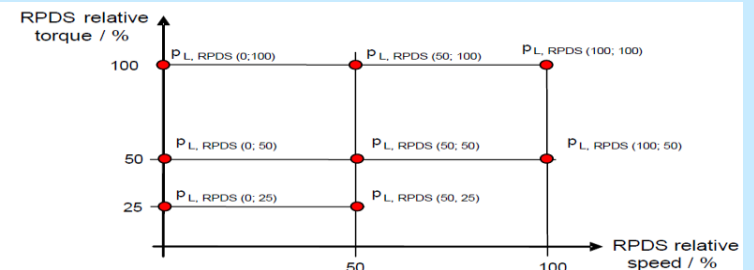 RPDS relative
torque / %
100
P L, RPDS (0;100)
P L, RPDS (50; 100)
P L, RPDS (100; 100)
50
P L, RPDS (0; 50)
P L, RPDS (50; 50)
P L, RPDS (100; 50)
25
P L, RPDS (0; 25)
P L, RPDS (50, 25)
50
100
RPDS relative
speed / %